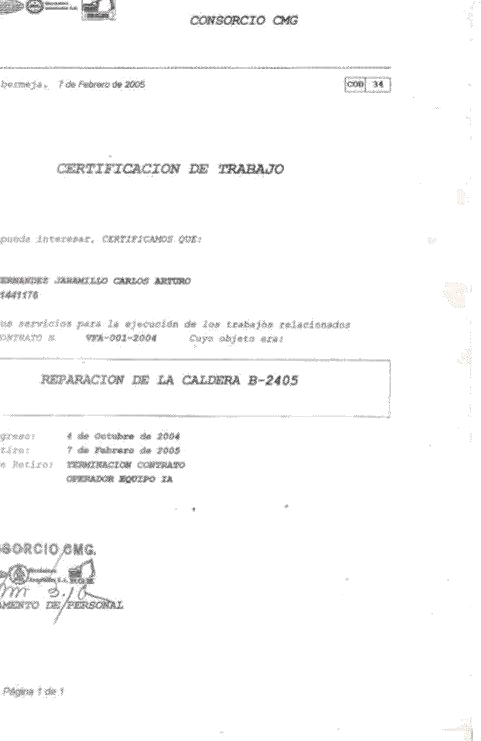 CONSORCIO CMG
bermeja, 7 de Febrero de 2005
COD 34
CERTIFICACION DE TRABAJO
pueda interesar, CERTIFICAMOS QUE:
ERNANDEZ JARAMILLO CARLOS ARTURO
1441176
us servicios para la ejecución de los trabajos relacionados
ONTRATO N. VFA-001-2004 Cuyo objeto era:
REPARACION DE LA CALDERA B-2405
greso: 4 de Octubre de 2004
tiro: 7 de Febrero de 2005
e Retiro: TERMINACION CONTRATO
OPERADOR EQUIPO IA
SORCIO CMG.
AMENTO DE PERSONAL
Página 1 de 1